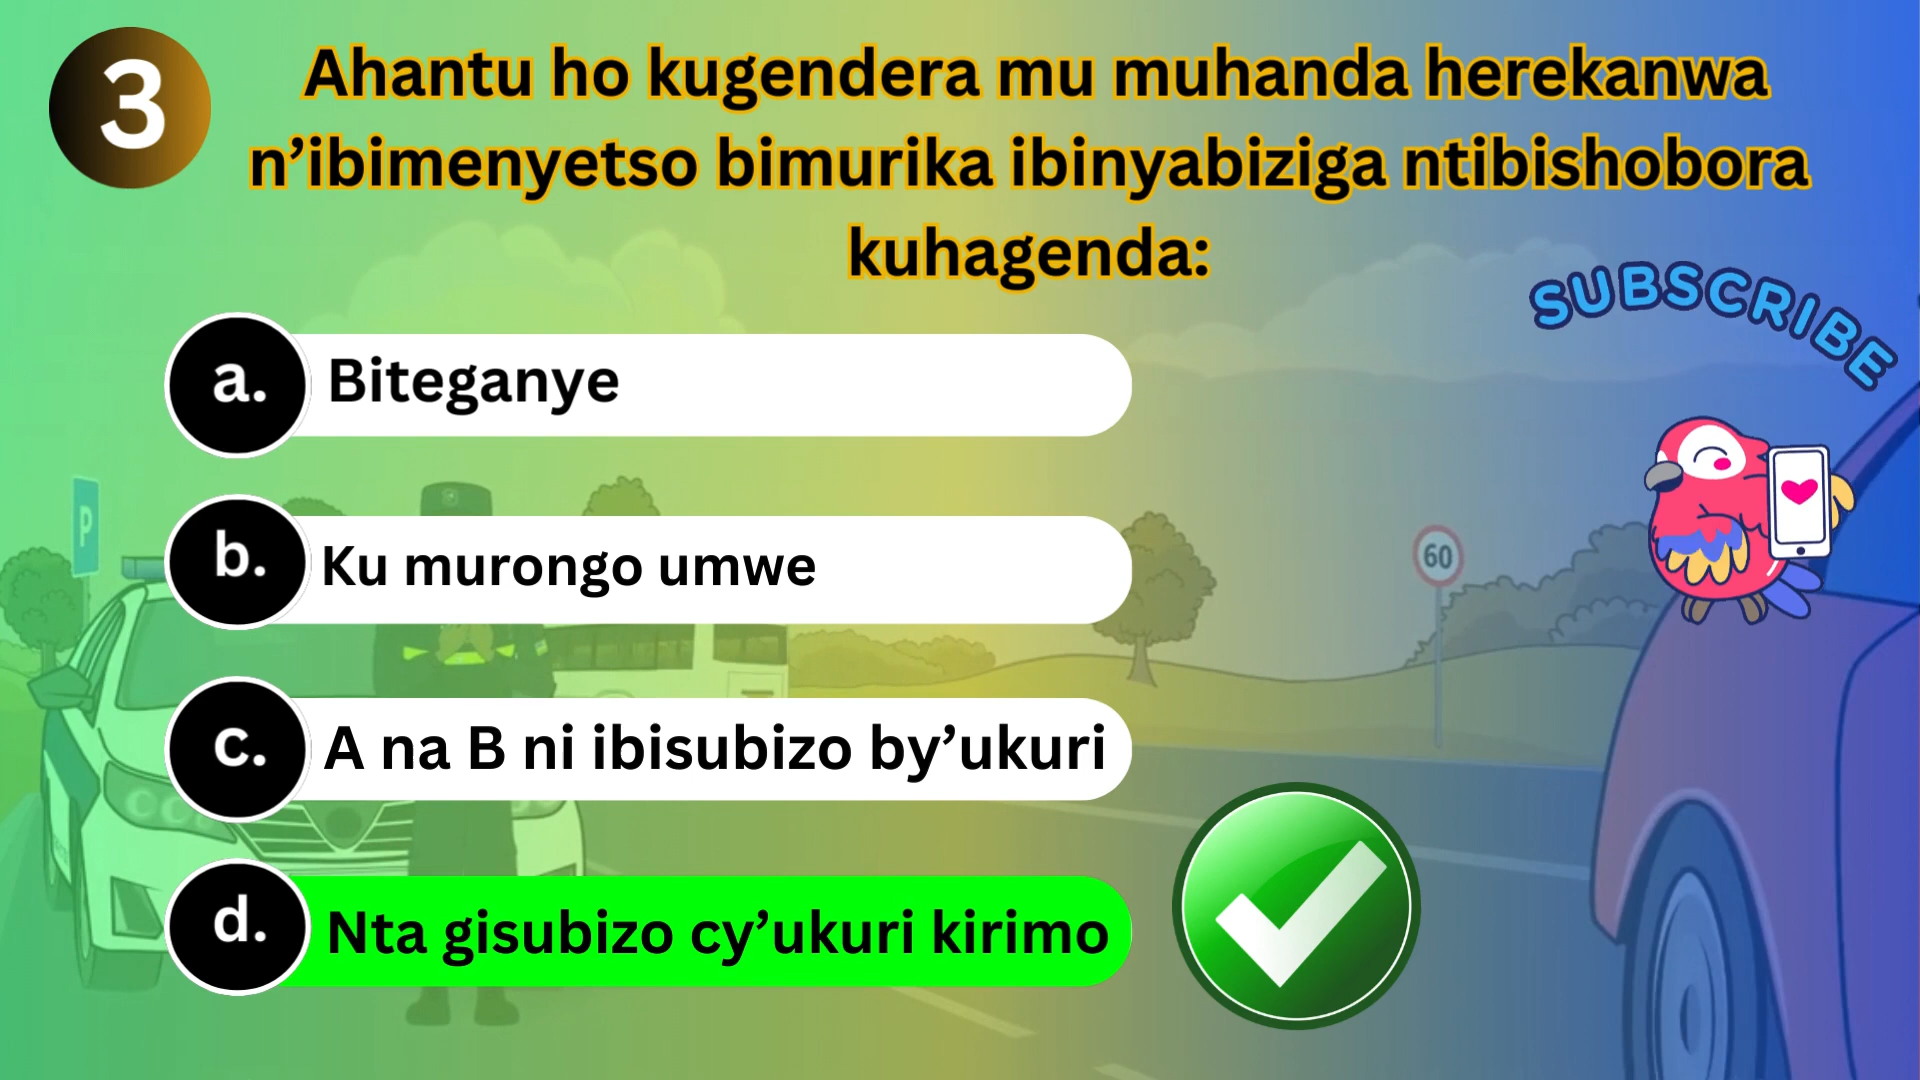 3
Ahantu ho kugendera mu muhanda herekanwa
n’ibimenyetso bimurika ibinyabiziga ntibishobora
kuhagenda:
SUBSCRIBE
a. Biteganye
b. Ku murongo umwe
c. A na B ni ibisubizo by’ukuri
d. Nta gisubizo cy’ukuri kirimo
P
60